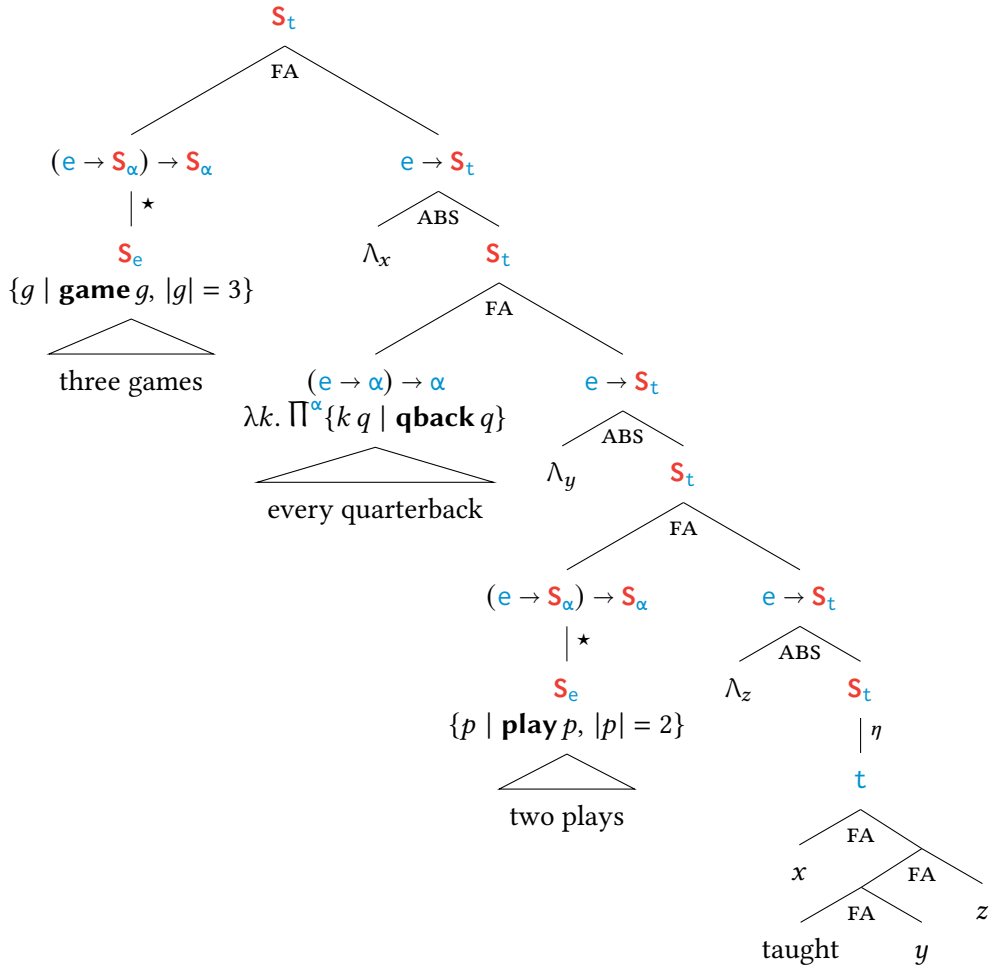 S_t
FA
(e → S_α) → S_α e → S_t
⋆ ABS
S_e Λ_x S_t
{g | game g, |g| = 3} FA
three games (e → α) → α e → S_t
λk. ∏^α{k q | qback q} ABS
every quarterback Λ_y S_t
FA
(e → S_α) → S_α e → S_t
⋆ ABS
S_e Λ_z S_t
{p | play p, |p| = 2} η
two plays t
FA
x FA
FA z
taught y